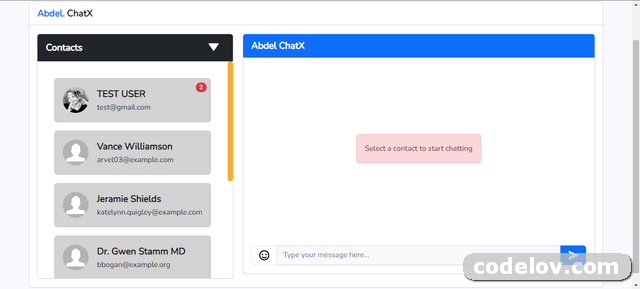 Abdel. ChatX
Contacts
TEST USER
test@gmail.com
2
Vance Williamson
arvel03@example.com
Jeramie Shields
katelynn.quigley@example.com
Dr. Gwen Stamm MD
bbogan@example.org
Abdel ChatX
Select a contact to start chatting
Type your message here...
codelov.com